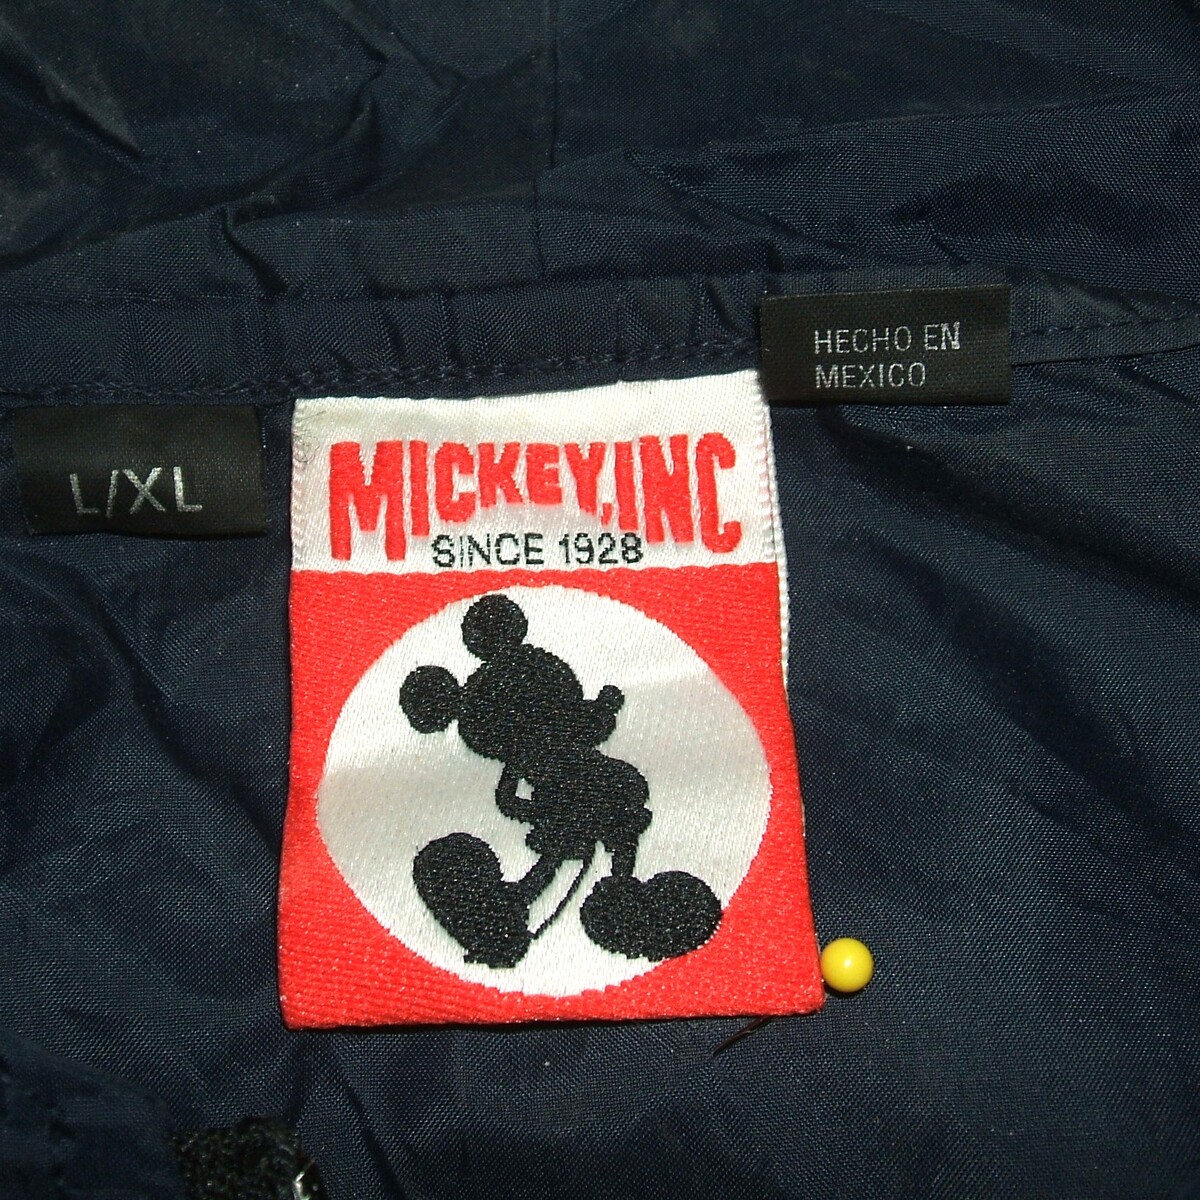 HECHO EN
MEXICO
L/XL
MICKEY, INC
SINCE 1928